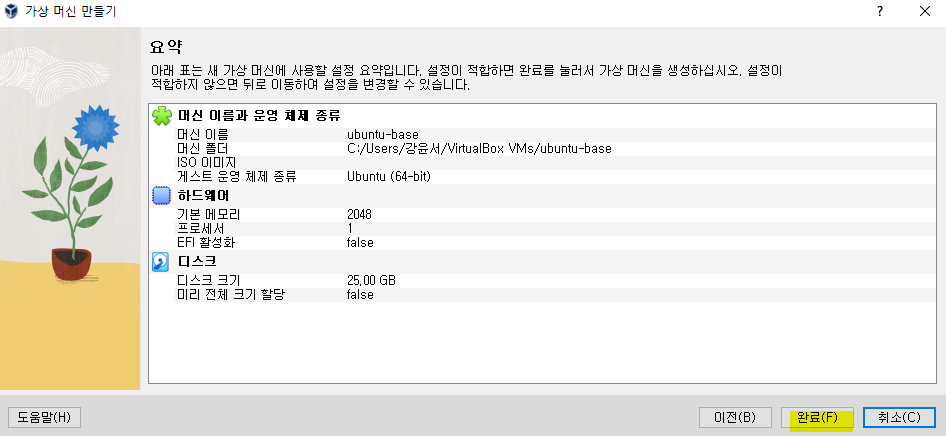 가상 머신 만들기
?
요약
아래 표는 새 가상 머신에 사용할 설정 요약입니다. 설정이 적합하면 완료를 눌러서 가상 머신을 생성하십시오. 설정이
적합하지 않으면 뒤로 이동하여 설정을 변경할 수 있습니다.
머신 이름과 운영 체제 종류
머신 이름 ubuntu-base
머신 폴더 C:/Users/강윤서/VirtualBox VMs/ubuntu-base
ISO 이미지
게스트 운영 체제 종류 Ubuntu (64-bit)
하드웨어
기본 메모리 2048
프로세서 1
EFI 활성화 false
디스크
디스크 크기 25,00 GB
미리 전체 크기 할당 false
도움말(H) 이전(B) 완료(F) 취소(C)